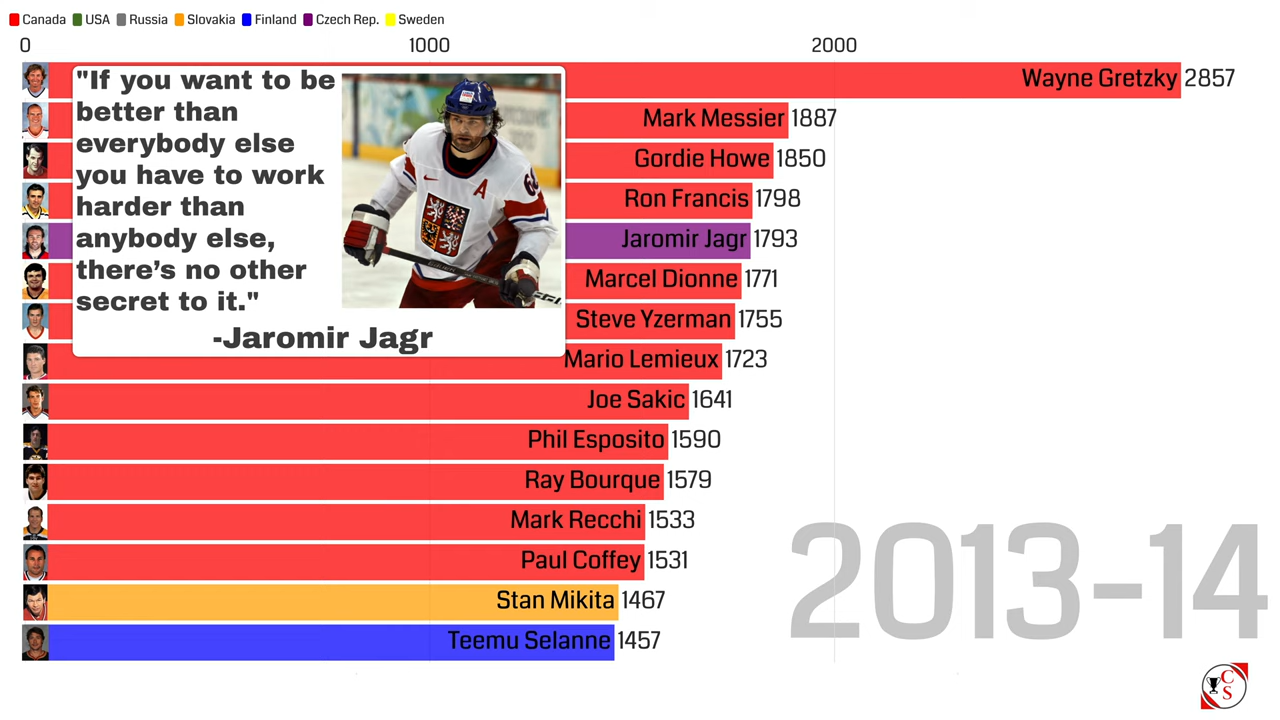 Canada USA Russia Slovakia Finland Czech Rep. Sweden
0 1000 2000
"If you want to be
better than
everybody else
you have to work
harder than
anybody else,
there's no other
secret to it."
-Jaromir Jagr
Wayne Gretzky 2857
Mark Messier 1887
Gordie Howe 1850
Ron Francis 1798
Jaromir Jagr 1793
Marcel Dionne 1771
Steve Yzerman 1755
Mario Lemieux 1723
Joe Sakic 1641
Phil Esposito 1590
Ray Bourque 1579
Mark Recchi 1533
Paul Coffey 1531
Stan Mikita 1467
Teemu Selanne 1457
2013-14
A
6
C
S